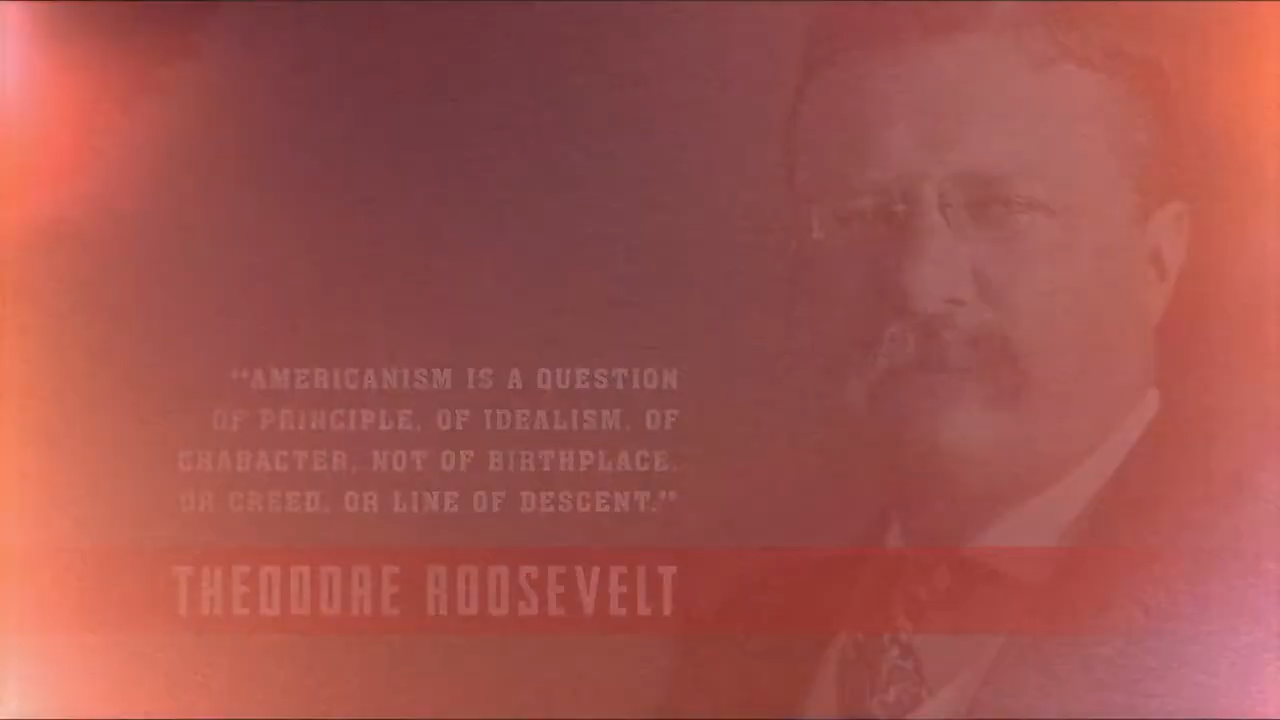 “AMERICANISM IS A QUESTION
OF PRINCIPLE, OF IDEALISM, OF
CHARACTER, NOT OF BIRTHPLACE,
OR CREED, OR LINE OF DESCENT.”
THEODORE ROOSEVELT